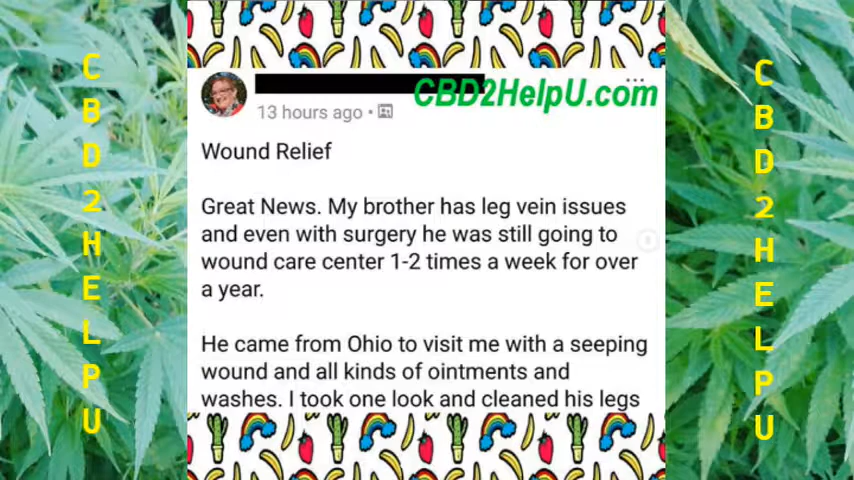 CBD2HELPU
CBD2HelpU.com
13 hours ago
Wound Relief
Great News. My brother has leg vein issues
and even with surgery he was still going to
wound care center 1-2 times a week for over
a year.
He came from Ohio to visit me with a seeping
wound and all kinds of ointments and
washes. I took one look and cleaned his legs
CBD2HELPU